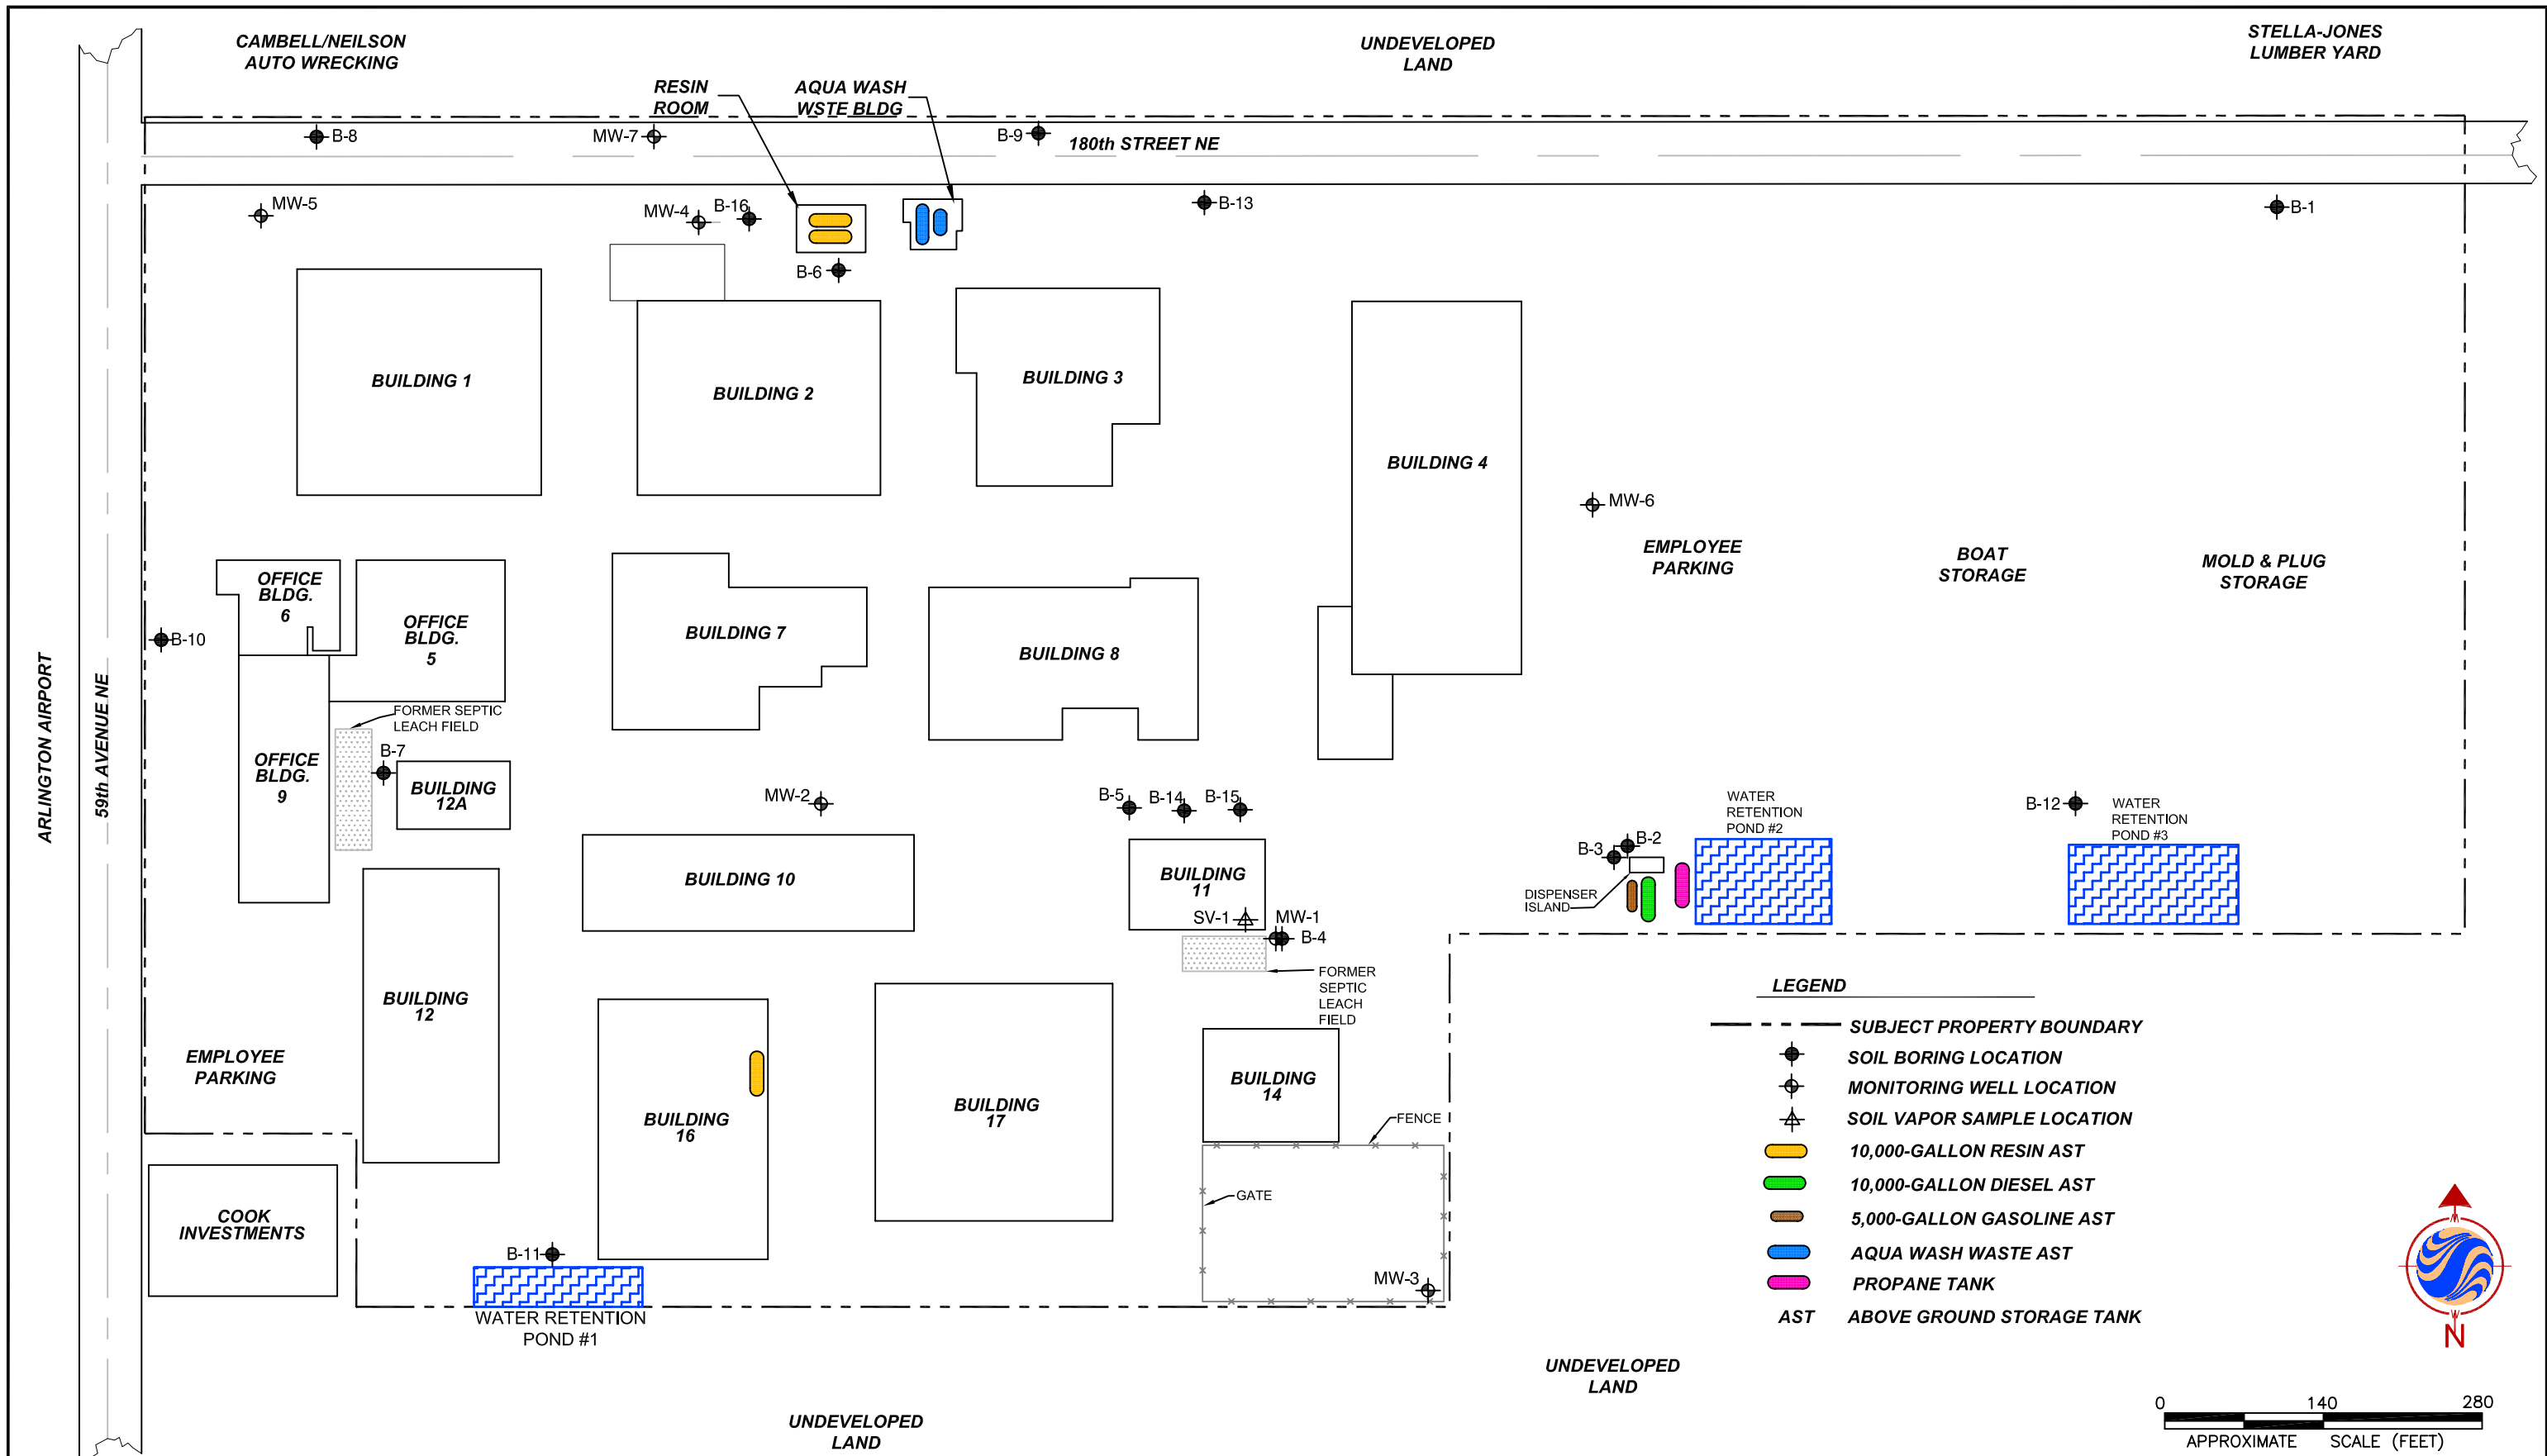 CAMBELL/NEILSON
AUTO WRECKING
UNDEVELOPED
LAND
STELLA-JONES
LUMBER YARD
RESIN
ROOM
AQUA WASH
WSTE BLDG
B-8
MW-7
B-9
180th STREET NE
MW-5
MW-4
B-16
B-13
B-1
B-6
BUILDING 1
BUILDING 2
BUILDING 3
BUILDING 4
MW-6
EMPLOYEE
PARKING
BOAT
STORAGE
MOLD & PLUG
STORAGE
OFFICE
BLDG.
6
OFFICE
BLDG.
5
BUILDING 7
BUILDING 8
B-10
ARLINGTON AIRPORT
59th AVENUE NE
FORMER SEPTIC
LEACH FIELD
B-7
OFFICE
BLDG.
9
BUILDING
12A
MW-2
B-5
B-14
B-15
WATER
RETENTION
POND #2
B-12
WATER
RETENTION
POND #3
B-2
B-3
DISPENSER
ISLAND
BUILDING 10
BUILDING
11
SV-1
MW-1
B-4
FORMER
SEPTIC
LEACH
FIELD
BUILDING
12
EMPLOYEE
PARKING
BUILDING
16
BUILDING
17
BUILDING
14
FENCE
GATE
COOK
INVESTMENTS
B-11
MW-3
WATER RETENTION
POND #1
LEGEND
SUBJECT PROPERTY BOUNDARY
SOIL BORING LOCATION
MONITORING WELL LOCATION
SOIL VAPOR SAMPLE LOCATION
10,000-GALLON RESIN AST
10,000-GALLON DIESEL AST
5,000-GALLON GASOLINE AST
AQUA WASH WASTE AST
PROPANE TANK
AST ABOVE GROUND STORAGE TANK
N
UNDEVELOPED
LAND
UNDEVELOPED
LAND
0 140 280
APPROXIMATE SCALE (FEET)